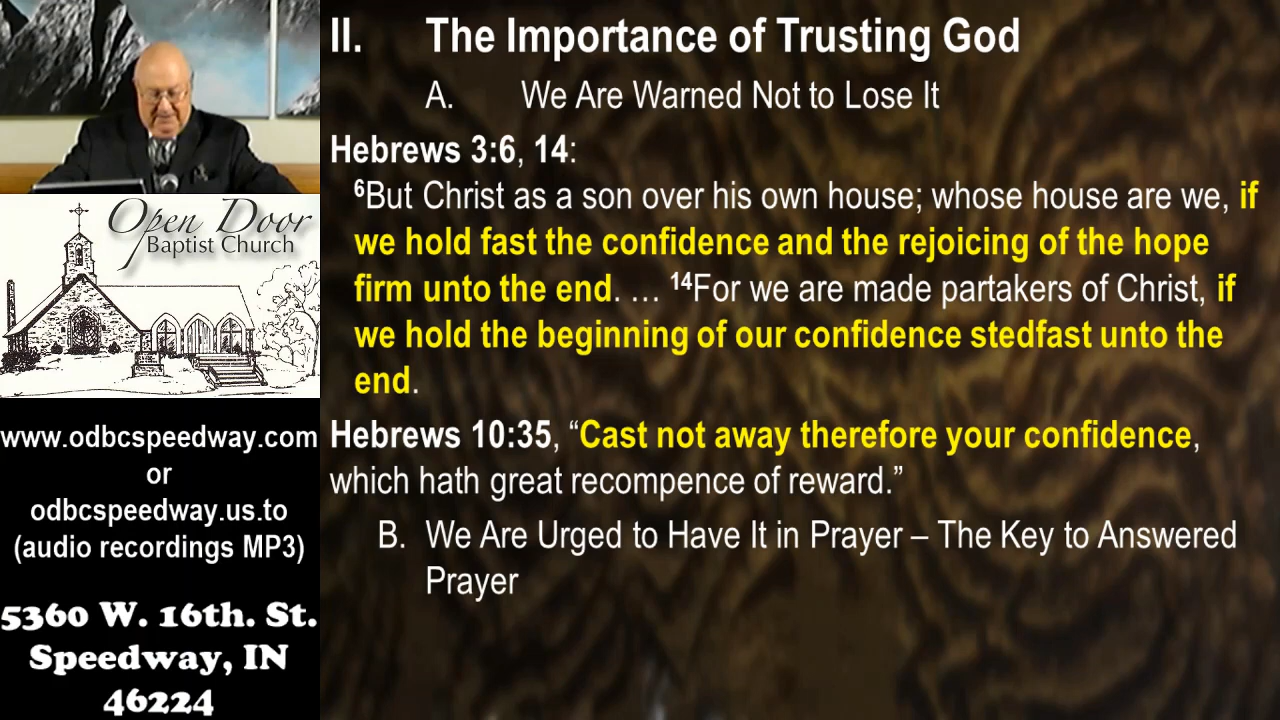 II. The Importance of Trusting God
A. We Are Warned Not to Lose It
Hebrews 3:6, 14:
6But Christ as a son over his own house; whose house are we, if
we hold fast the confidence and the rejoicing of the hope
firm unto the end. … 14For we are made partakers of Christ, if
we hold the beginning of our confidence stedfast unto the
end.
Hebrews 10:35, “Cast not away therefore your confidence,
which hath great recompence of reward.”
B. We Are Urged to Have It in Prayer – The Key to Answered
Prayer
Open Door
Baptist Church
www.odbcspeedway.com
or
odbcspeedway.us.to
(audio recordings MP3)
5360 W. 16th. St.
Speedway, IN
46224